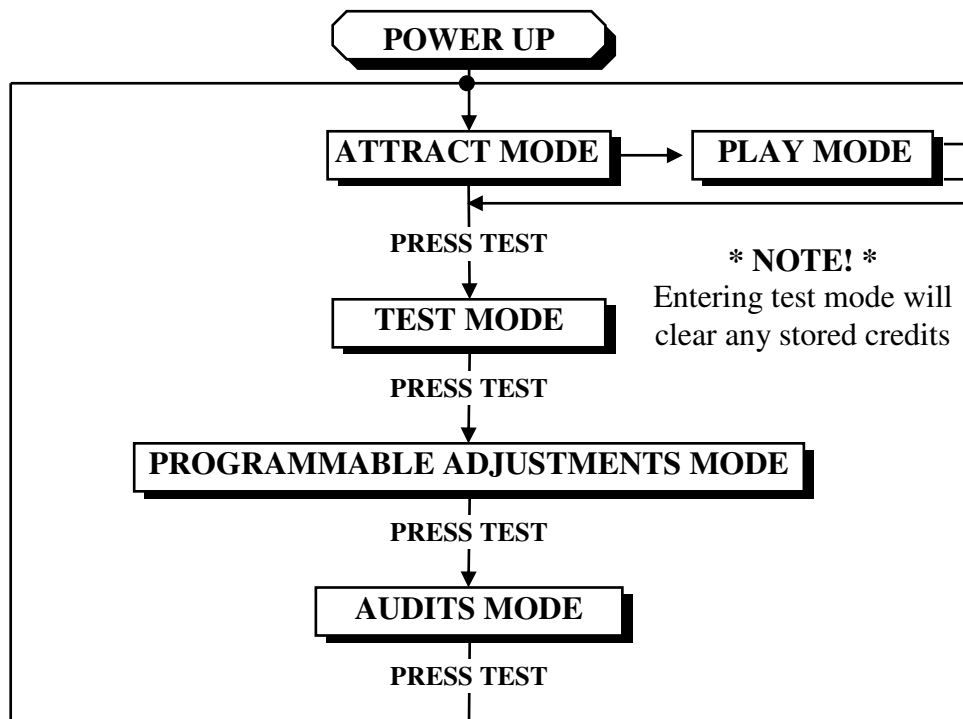 POWER UP
ATTRACT MODE
PLAY MODE
PRESS TEST
* NOTE! *
Entering test mode will
clear any stored credits
TEST MODE
PRESS TEST
PROGRAMMABLE ADJUSTMENTS MODE
PRESS TEST
AUDITS MODE
PRESS TEST